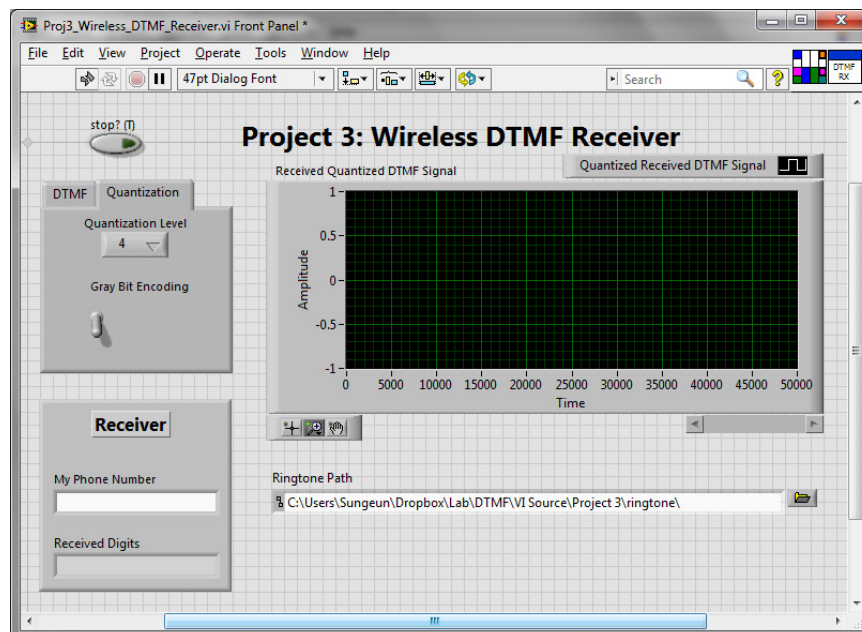 Proj3_Wireless_DTMF_Receiver.vi Front Panel *
File Edit View Project Operate Tools Window Help
47pt Dialog Font
Search
DTMF
RX
stop? (T)
Project 3: Wireless DTMF Receiver
Received Quantized DTMF Signal
Quantized Received DTMF Signal
DTMF Quantization
Quantization Level
4
Gray Bit Encoding
Amplitude
1
0.5
0
-0.5
-1
0 5000 10000 15000 20000 25000 30000 35000 40000 45000 50000
Time
Receiver
My Phone Number
Received Digits
Ringtone Path
C:\Users\Sungeun\Dropbox\Lab\DTMF\VI Source\Project 3\ringtone\